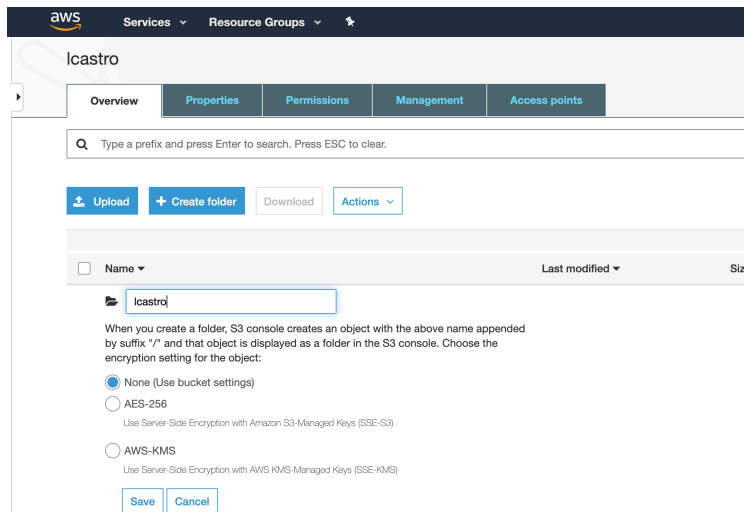 aws Services Resource Groups
lcastro
Overview Properties Permissions Management Access points
Type a prefix and press Enter to search. Press ESC to clear.
Upload Create folder Download Actions
Name Last modified Siz
lcastro
When you create a folder, S3 console creates an object with the above name appended
by suffix "/" and that object is displayed as a folder in the S3 console. Choose the
encryption setting for the object:
None (Use bucket settings)
AES-256
Use Server-Side Encryption with Amazon S3-Managed Keys (SSE-S3)
AWS-KMS
Use Server-Side Encryption with AWS KMS-Managed Keys (SSE-KMS)
Save Cancel